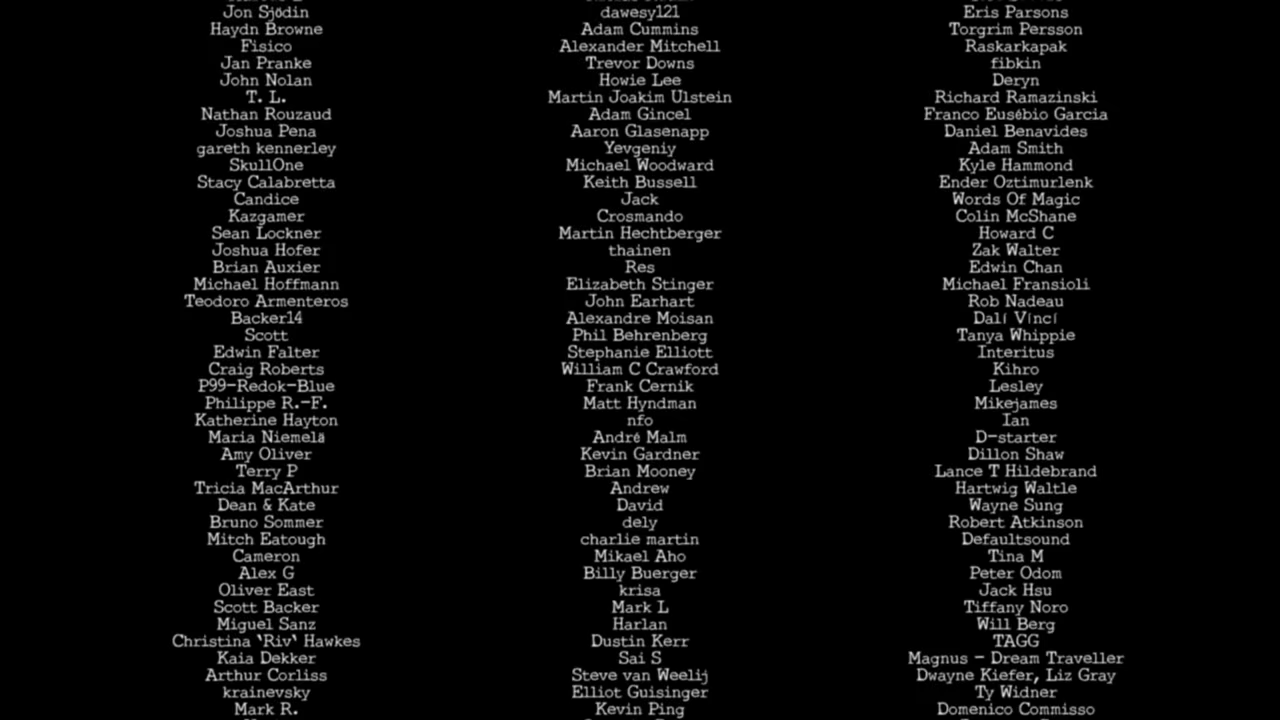 Jon Sjödin
Haydn Browne
Fisico
Jan Pranke
John Nolan
T. L.
Nathan Rouzaud
Joshua Pena
gareth kennerley
SkullOne
Stacy Calabretta
Candice
Kazgamer
Sean Lockner
Joshua Hofer
Brian Auxier
Michael Hoffmann
Teodoro Armenteros
Backer14
Scott
Edwin Falter
Craig Roberts
P99-Redok-Blue
Philippe R.-F.
Katherine Hayton
Maria Niemelä
Amy Oliver
Terry P
Tricia MacArthur
Dean & Kate
Bruno Sommer
Mitch Eatough
Cameron
Alex G
Oliver East
Scott Backer
Miguel Sanz
Christina 'Riv' Hawkes
Kaia Dekker
Arthur Corliss
krainevsky
Mark R.
dawesy121
Adam Cummins
Alexander Mitchell
Trevor Downs
Howie Lee
Martin Joakim Ulstein
Adam Gincel
Aaron Glasenapp
Yevgeniy
Michael Woodward
Keith Bussell
Jack
Crosmando
Martin Hechtberger
thainen
Res
Elizabeth Stinger
John Earhart
Alexandre Moisan
Phil Behrenberg
Stephanie Elliott
William C Crawford
Frank Cernik
Matt Hyndman
nfo
André Malm
Kevin Gardner
Brian Mooney
Andrew
David
dely
charlie martin
Mikael Aho
Billy Buerger
krisa
Mark L
Harlan
Dustin Kerr
Sai S
Steve van Weelij
Elliot Guisinger
Kevin Ping
Eris Parsons
Torgrim Persson
Raskarkapak
fibkin
Deryn
Richard Ramazinski
Franco Eusébio Garcia
Daniel Benavides
Adam Smith
Kyle Hammond
Ender Oztimurlenk
Words Of Magic
Colin McShane
Howard C
Zak Walter
Edwin Chan
Michael Fransioli
Rob Nadeau
Dalí Víncí
Tanya Whippie
Interitus
Kihro
Lesley
Mikejames
Ian
D-starter
Dillon Shaw
Lance T Hildebrand
Hartwig Waltle
Wayne Sung
Robert Atkinson
Defaultsound
Tina M
Peter Odom
Jack Hsu
Tiffany Noro
Will Berg
TAGG
Magnus - Dream Traveller
Dwayne Kiefer, Liz Gray
Ty Widner
Domenico Commisso